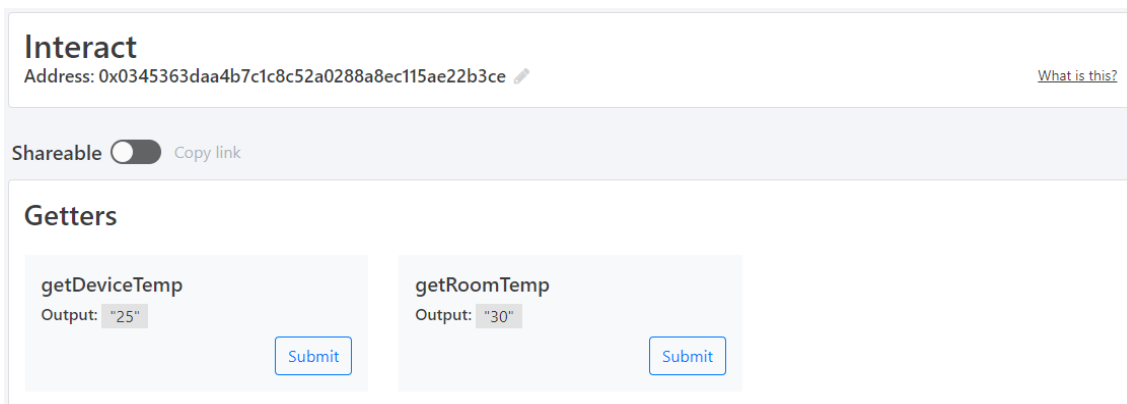 Interact
Address: 0x0345363daa4b7c1c8c52a0288a8ec115ae22b3ce
What is this?
Shareable Copy link
Getters
getDeviceTemp getRoomTemp
Output: "25" Output: "30"
Submit Submit